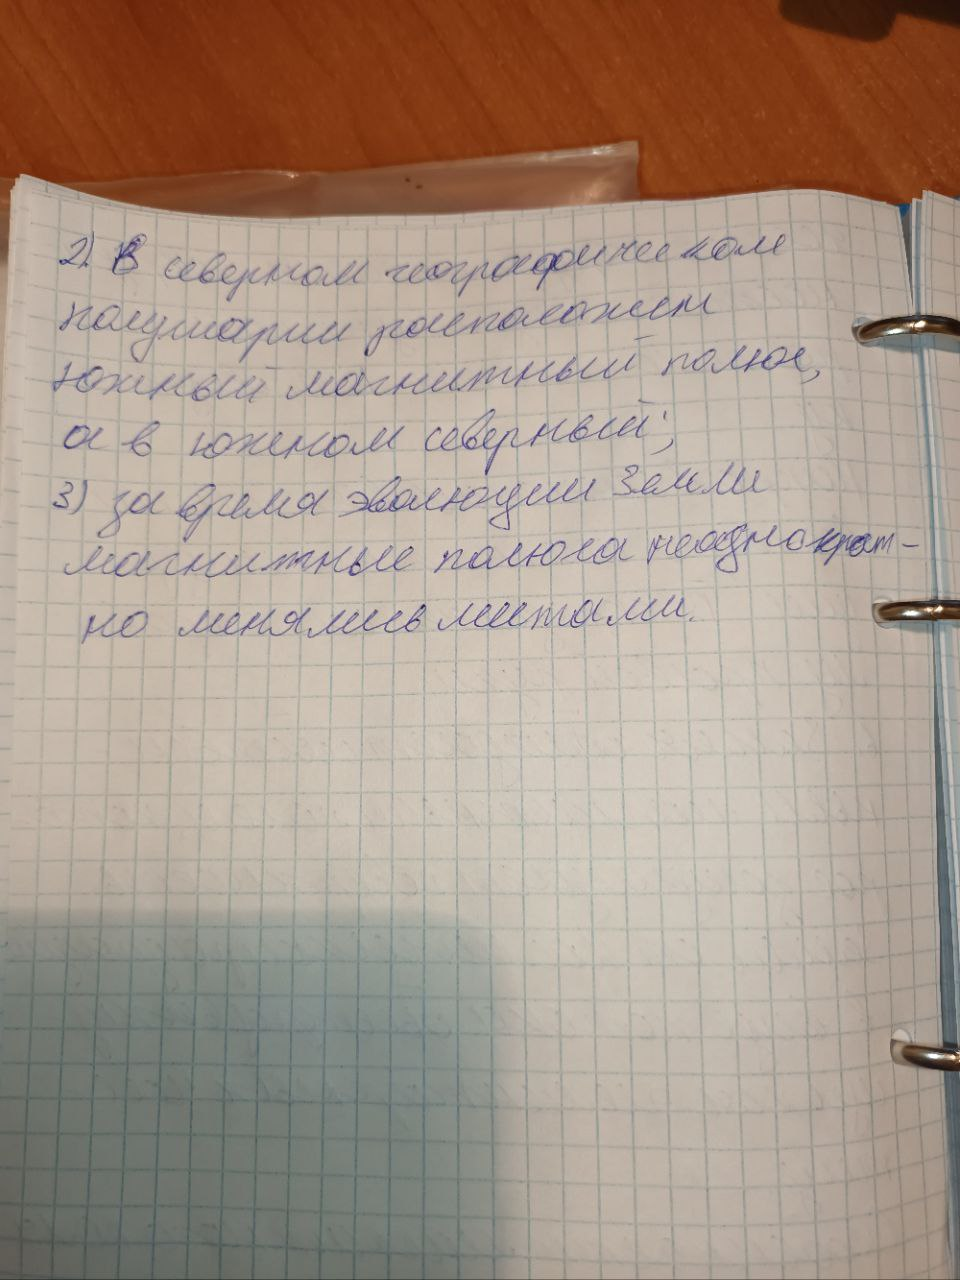 2). В северном географическом
полушарии расположен
южный магнитный полюс,
а в южном северный;
3) за время эволюции Земли
магнитные полюса неоднократ-
но менялись митами.